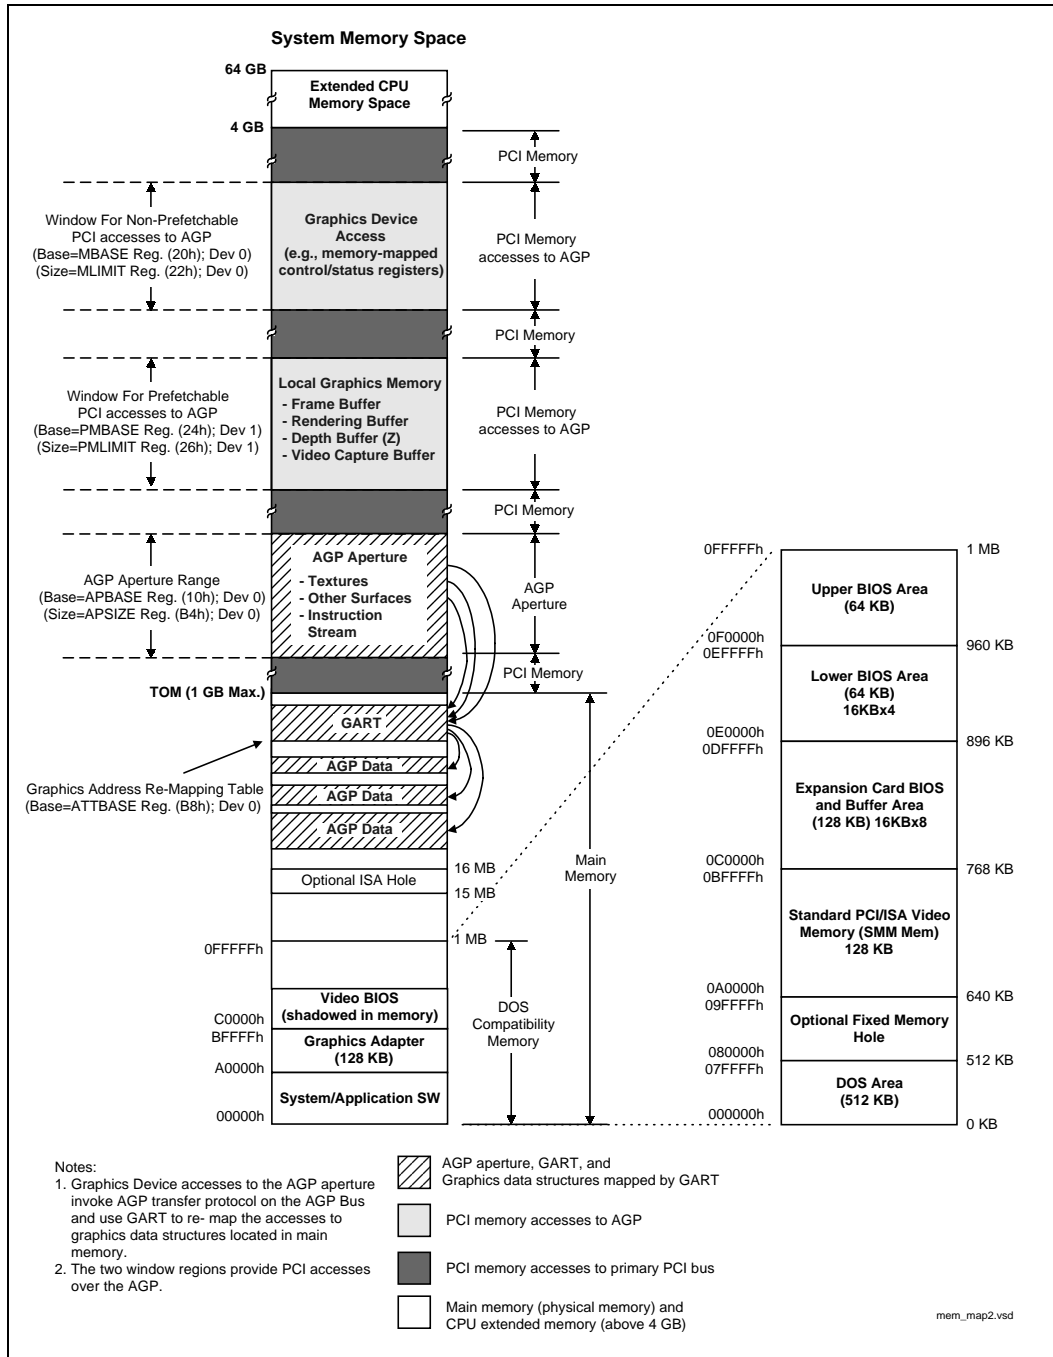 System Memory Space
64 GB
Extended CPU
Memory Space
4 GB
PCI Memory
Window For Non-Prefetchable
PCI accesses to AGP
(Base=MBASE Reg. (20h); Dev 0)
(Size=MLIMIT Reg. (22h); Dev 0)
Graphics Device
Access
(e.g., memory-mapped
control/status registers)
PCI Memory
accesses to AGP
PCI Memory
Window For Prefetchable
PCI accesses to AGP
(Base=PMBASE Reg. (24h); Dev 1)
(Size=PMLIMIT Reg. (26h); Dev 1)
Local Graphics Memory
- Frame Buffer
- Rendering Buffer
- Depth Buffer (Z)
- Video Capture Buffer
PCI Memory
accesses to AGP
PCI Memory
AGP Aperture Range
(Base=APBASE Reg. (10h); Dev 0)
(Size=APSIZE Reg. (B4h); Dev 0)
AGP Aperture
- Textures
- Other Surfaces
- Instruction
Stream
AGP
Aperture
PCI Memory
TOM (1 GB Max.)
GART
Graphics Address Re-Mapping Table
(Base=ATTBASE Reg. (B8h); Dev 0)
AGP Data
AGP Data
AGP Data
16 MB
Optional ISA Hole
15 MB
Main
Memory
1 MB
0FFFFFh
DOS
Compatibility
Memory
Video BIOS
(shadowed in memory)
C0000h
BFFFFh
Graphics Adapter
(128 KB)
A0000h
System/Application SW
00000h
0FFFFFh
1 MB
Upper BIOS Area
(64 KB)
0F0000h
0EFFFFh
960 KB
Lower BIOS Area
(64 KB)
16KBx4
0E0000h
0DFFFFh
896 KB
Expansion Card BIOS
and Buffer Area
(128 KB) 16KBx8
0C0000h
0BFFFFh
768 KB
Standard PCI/ISA Video
Memory (SMM Mem)
128 KB
0A0000h
09FFFFh
640 KB
Optional Fixed Memory
Hole
080000h
07FFFFh
512 KB
DOS Area
(512 KB)
000000h
0 KB
Notes:
1. Graphics Device accesses to the AGP aperture
invoke AGP transfer protocol on the AGP Bus
and use GART to re- map the accesses to
graphics data structures located in main
memory.
2. The two window regions provide PCI accesses
over the AGP.
AGP aperture, GART, and
Graphics data structures mapped by GART
PCI memory accesses to AGP
PCI memory accesses to primary PCI bus
Main memory (physical memory) and
CPU extended memory (above 4 GB)
mem_map2.vsd